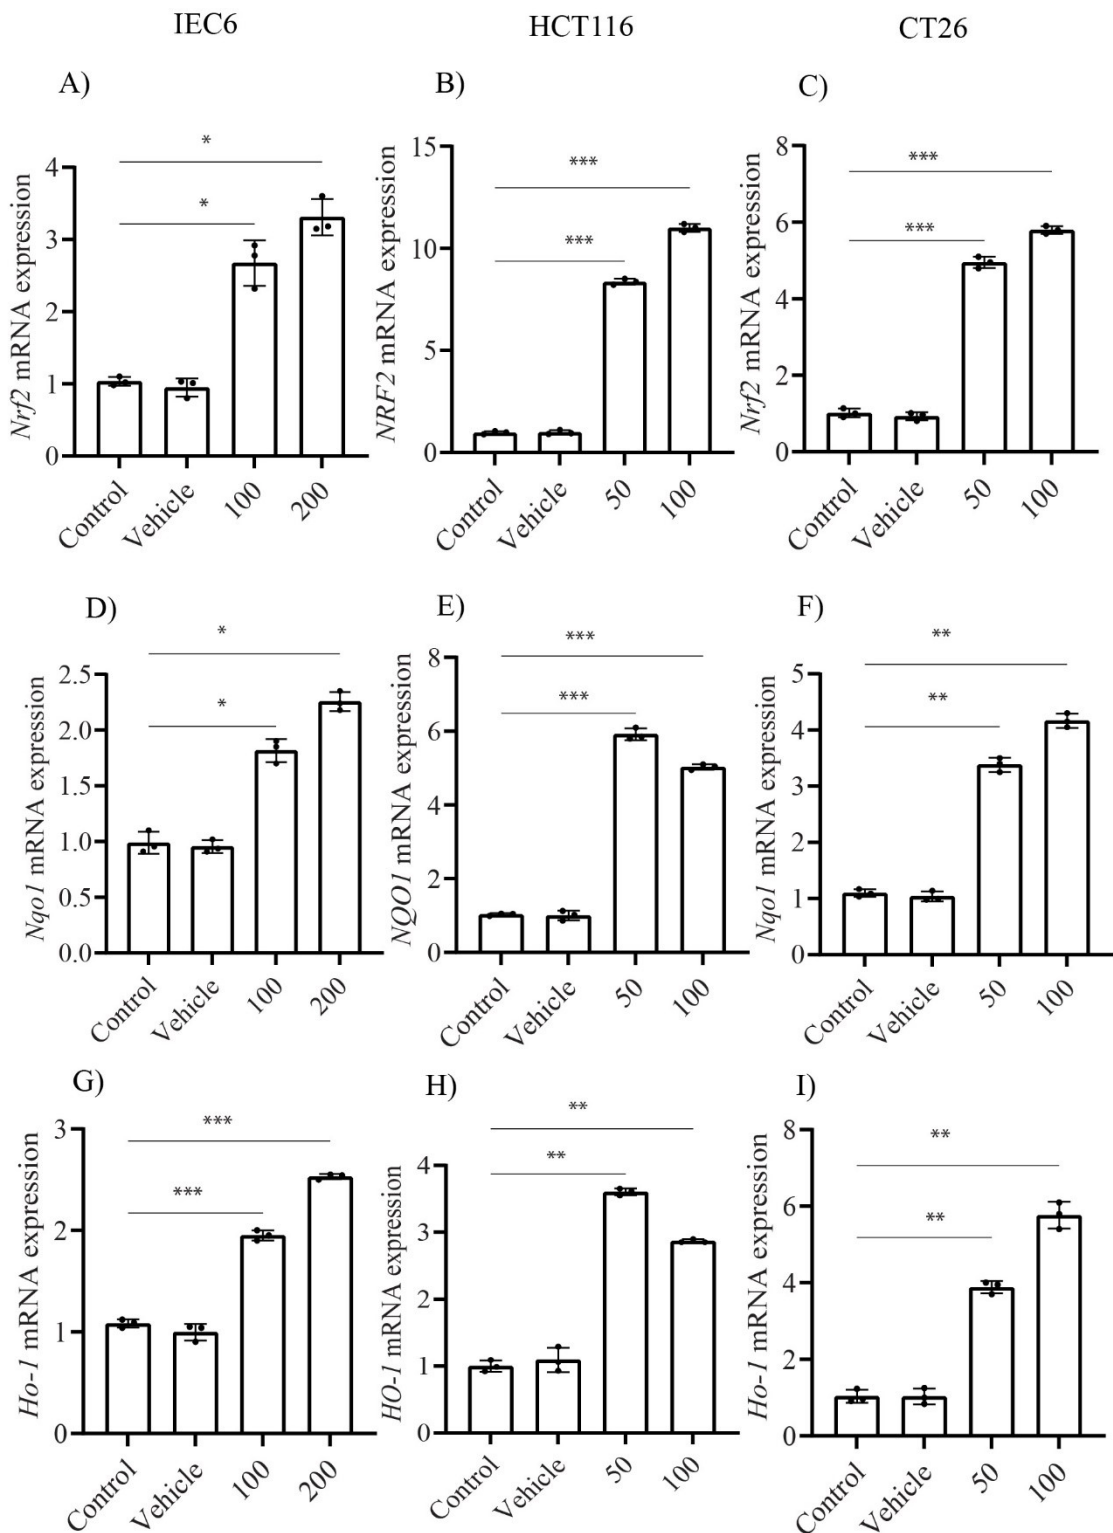 IEC6
HCT116
CT26
A)
Nrf2 mRNA expression
4
3
2
1
0
*
*
Control
Vehicle
100
200
B)
NRF2 mRNA expression
15
10
5
0
***
***
Control
Vehicle
50
100
C)
Nrf2 mRNA expression
8
6
4
2
0
***
***
Control
Vehicle
50
100
D)
Nqo1 mRNA expression
2.5
2.0
1.5
1.0
0.5
0.0
*
*
Control
Vehicle
100
200
E)
NQO1 mRNA expression
8
6
4
2
0
***
***
Control
Vehicle
50
100
F)
Nqo1 mRNA expression
5
4
3
2
1
0
**
**
Control
Vehicle
50
100
G)
Ho-1 mRNA expression
3
2
1
0
***
***
Control
Vehicle
100
200
H)
HO-1 mRNA expression
4
3
2
1
0
**
**
Control
Vehicle
50
100
I)
Ho-1 mRNA expression
8
6
4
2
0
**
**
Control
Vehicle
50
100